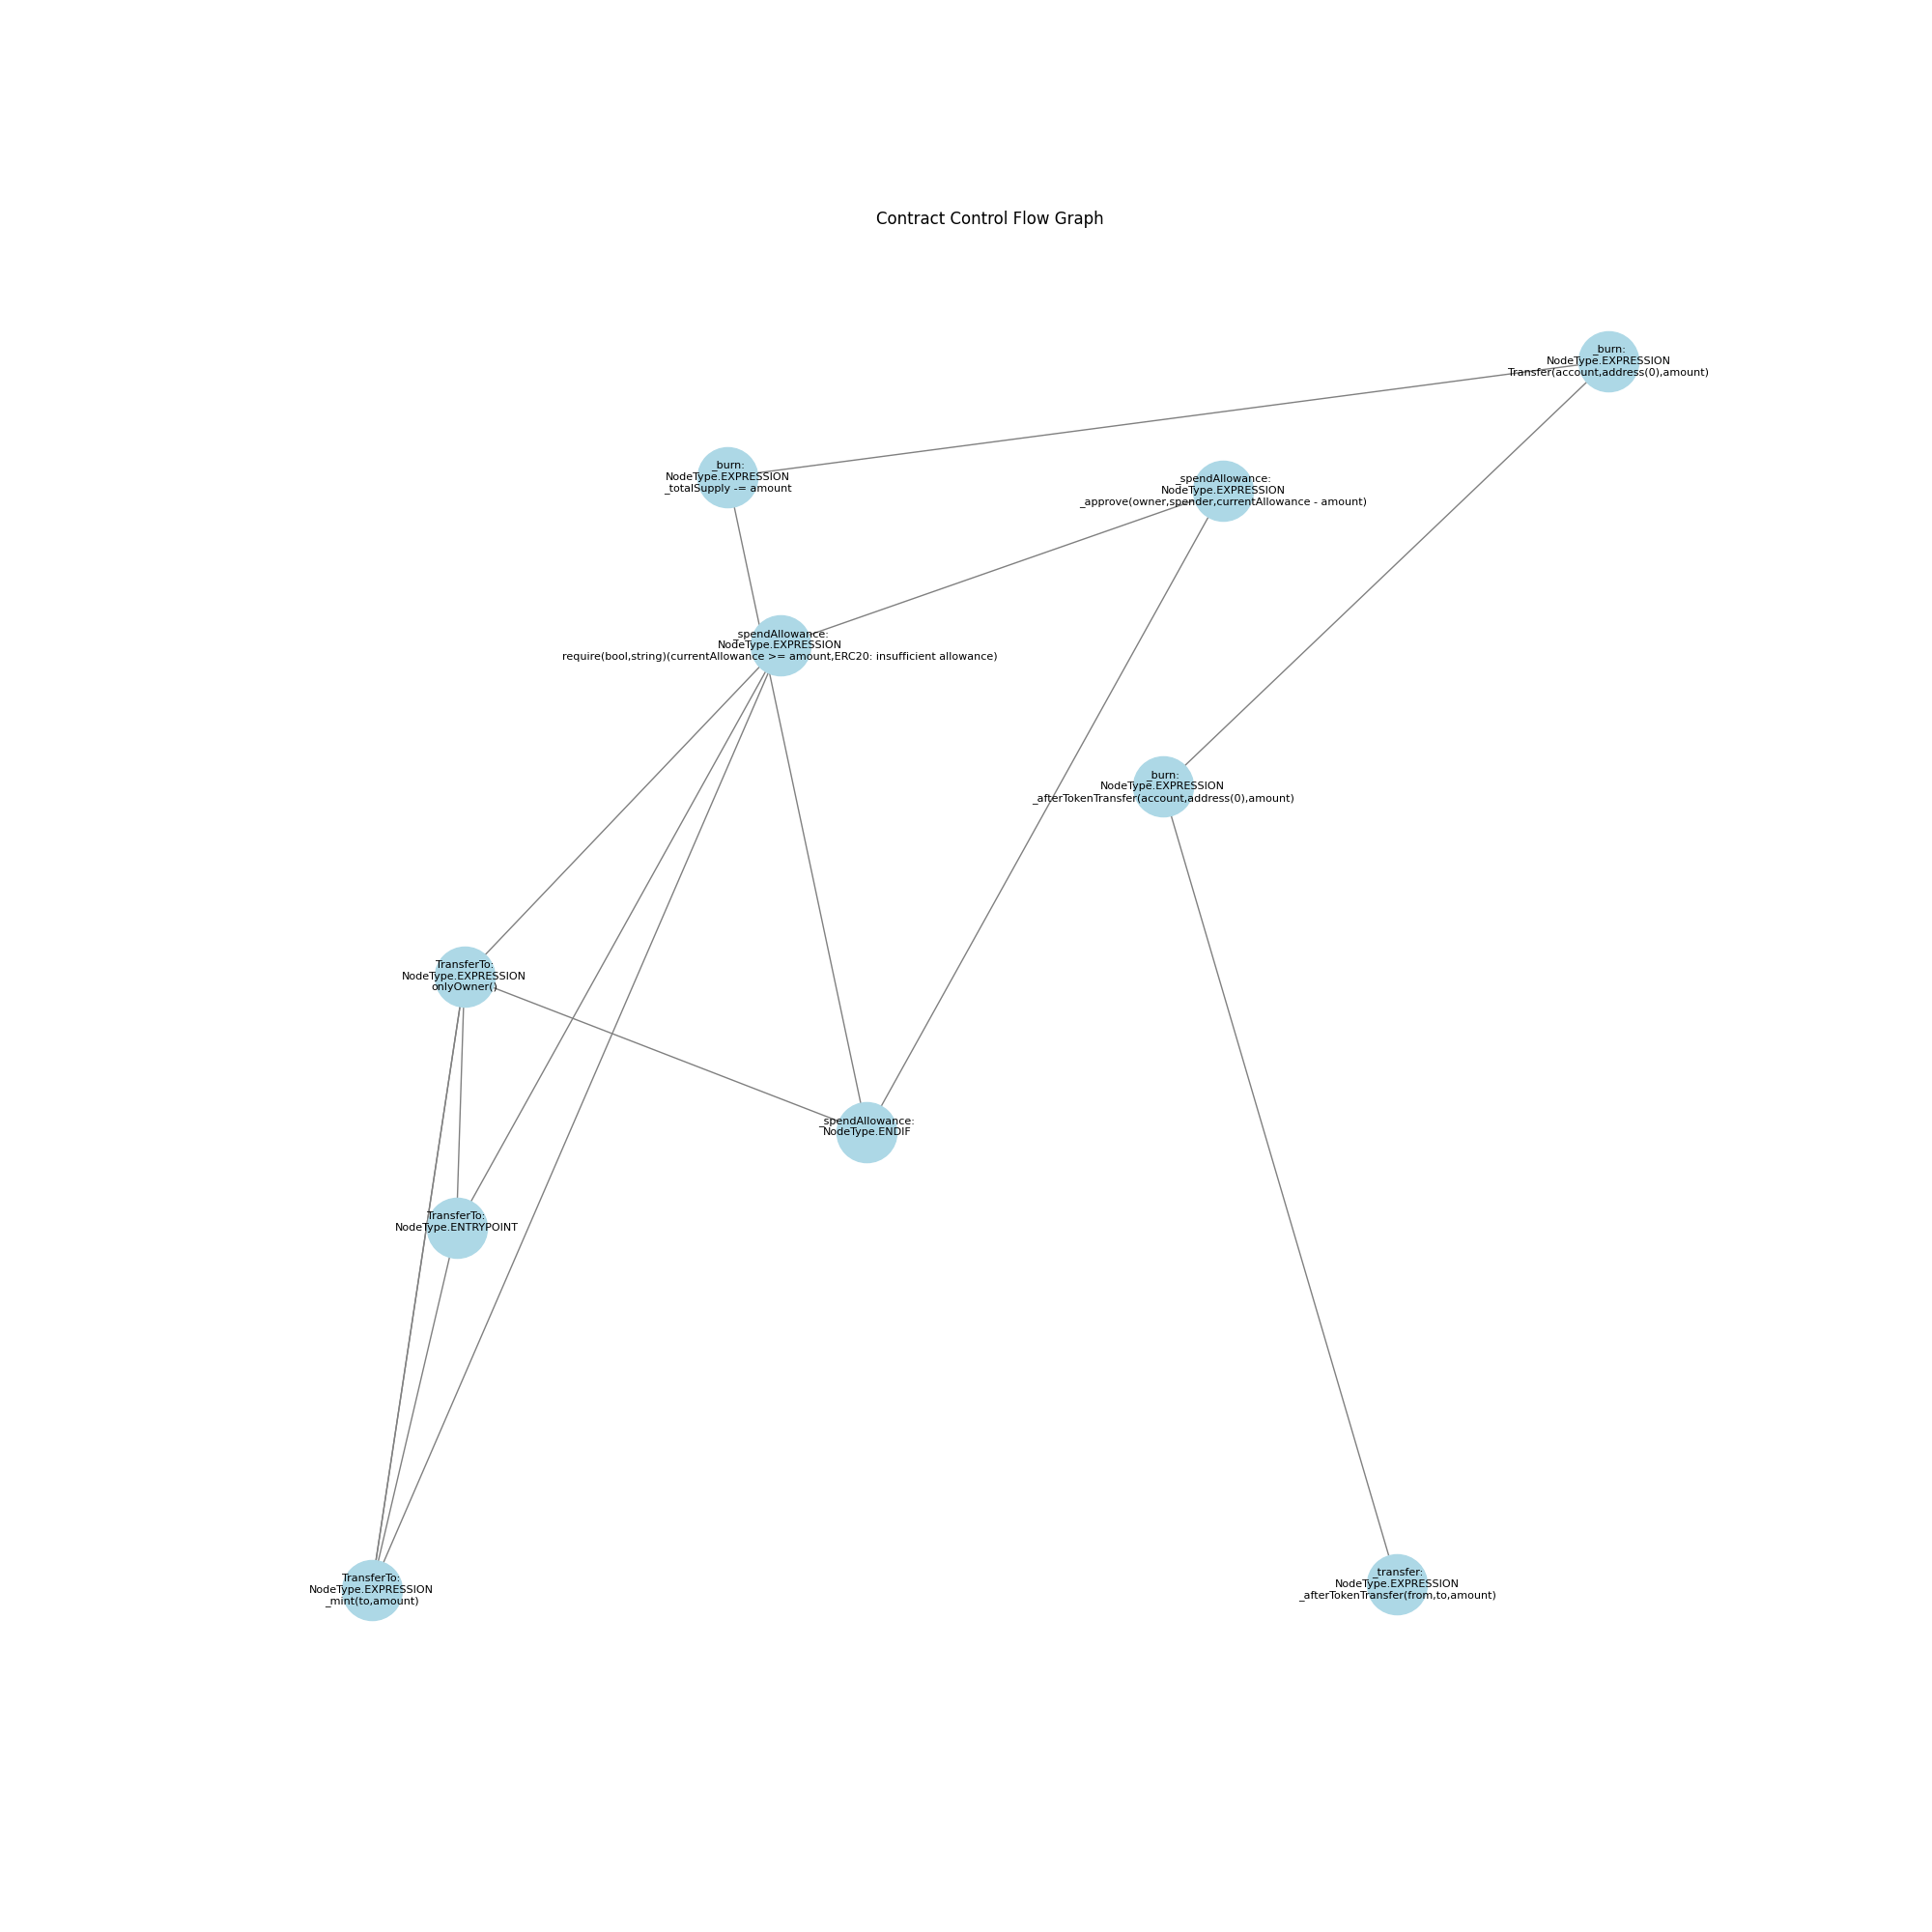 Contract Control Flow Graph
_burn:
NodeType.EXPRESSION
Transfer(account,address(0),amount)
_burn:
NodeType.EXPRESSION
_totalSupply -= amount
_spendAllowance:
NodeType.EXPRESSION
_approve(owner,spender,currentAllowance - amount)
_spendAllowance:
NodeType.EXPRESSION
require(bool,string)(currentAllowance >= amount,ERC20: insufficient allowance)
_burn:
NodeType.EXPRESSION
_afterTokenTransfer(account,address(0),amount)
TransferTo:
NodeType.EXPRESSION
onlyOwner()
_spendAllowance:
NodeType.ENDIF
TransferTo:
NodeType.ENTRYPOINT
TransferTo:
NodeType.EXPRESSION
_mint(to,amount)
_transfer:
NodeType.EXPRESSION
_afterTokenTransfer(from,to,amount)